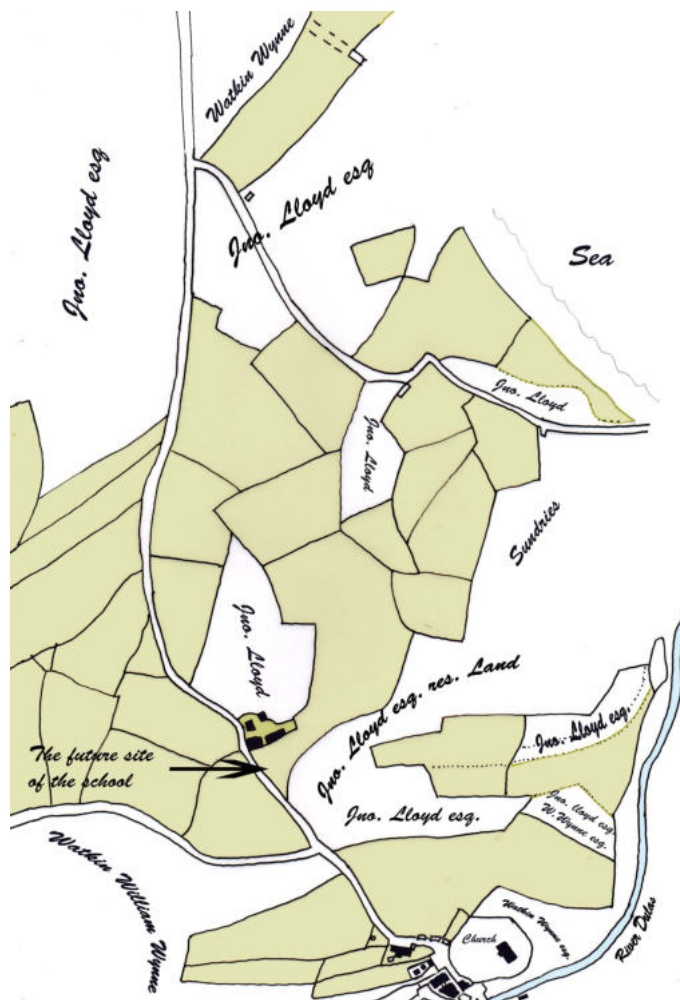 Watkin Wynne
Jno. Lloyd esq
Jno. Lloyd esq
Sea
Jno. Lloyd
Jno. Lloyd
Sundries
Jno. Lloyd
Jno. Lloyd esq. res. Land
Jno. Lloyd esq.
The future site
of the school
Jno. Lloyd esq.
Jno. lloyd esq.
W. Wynne esq.
Watkin William Wynne
Watkin Wynne esq.
Church
River Dulas